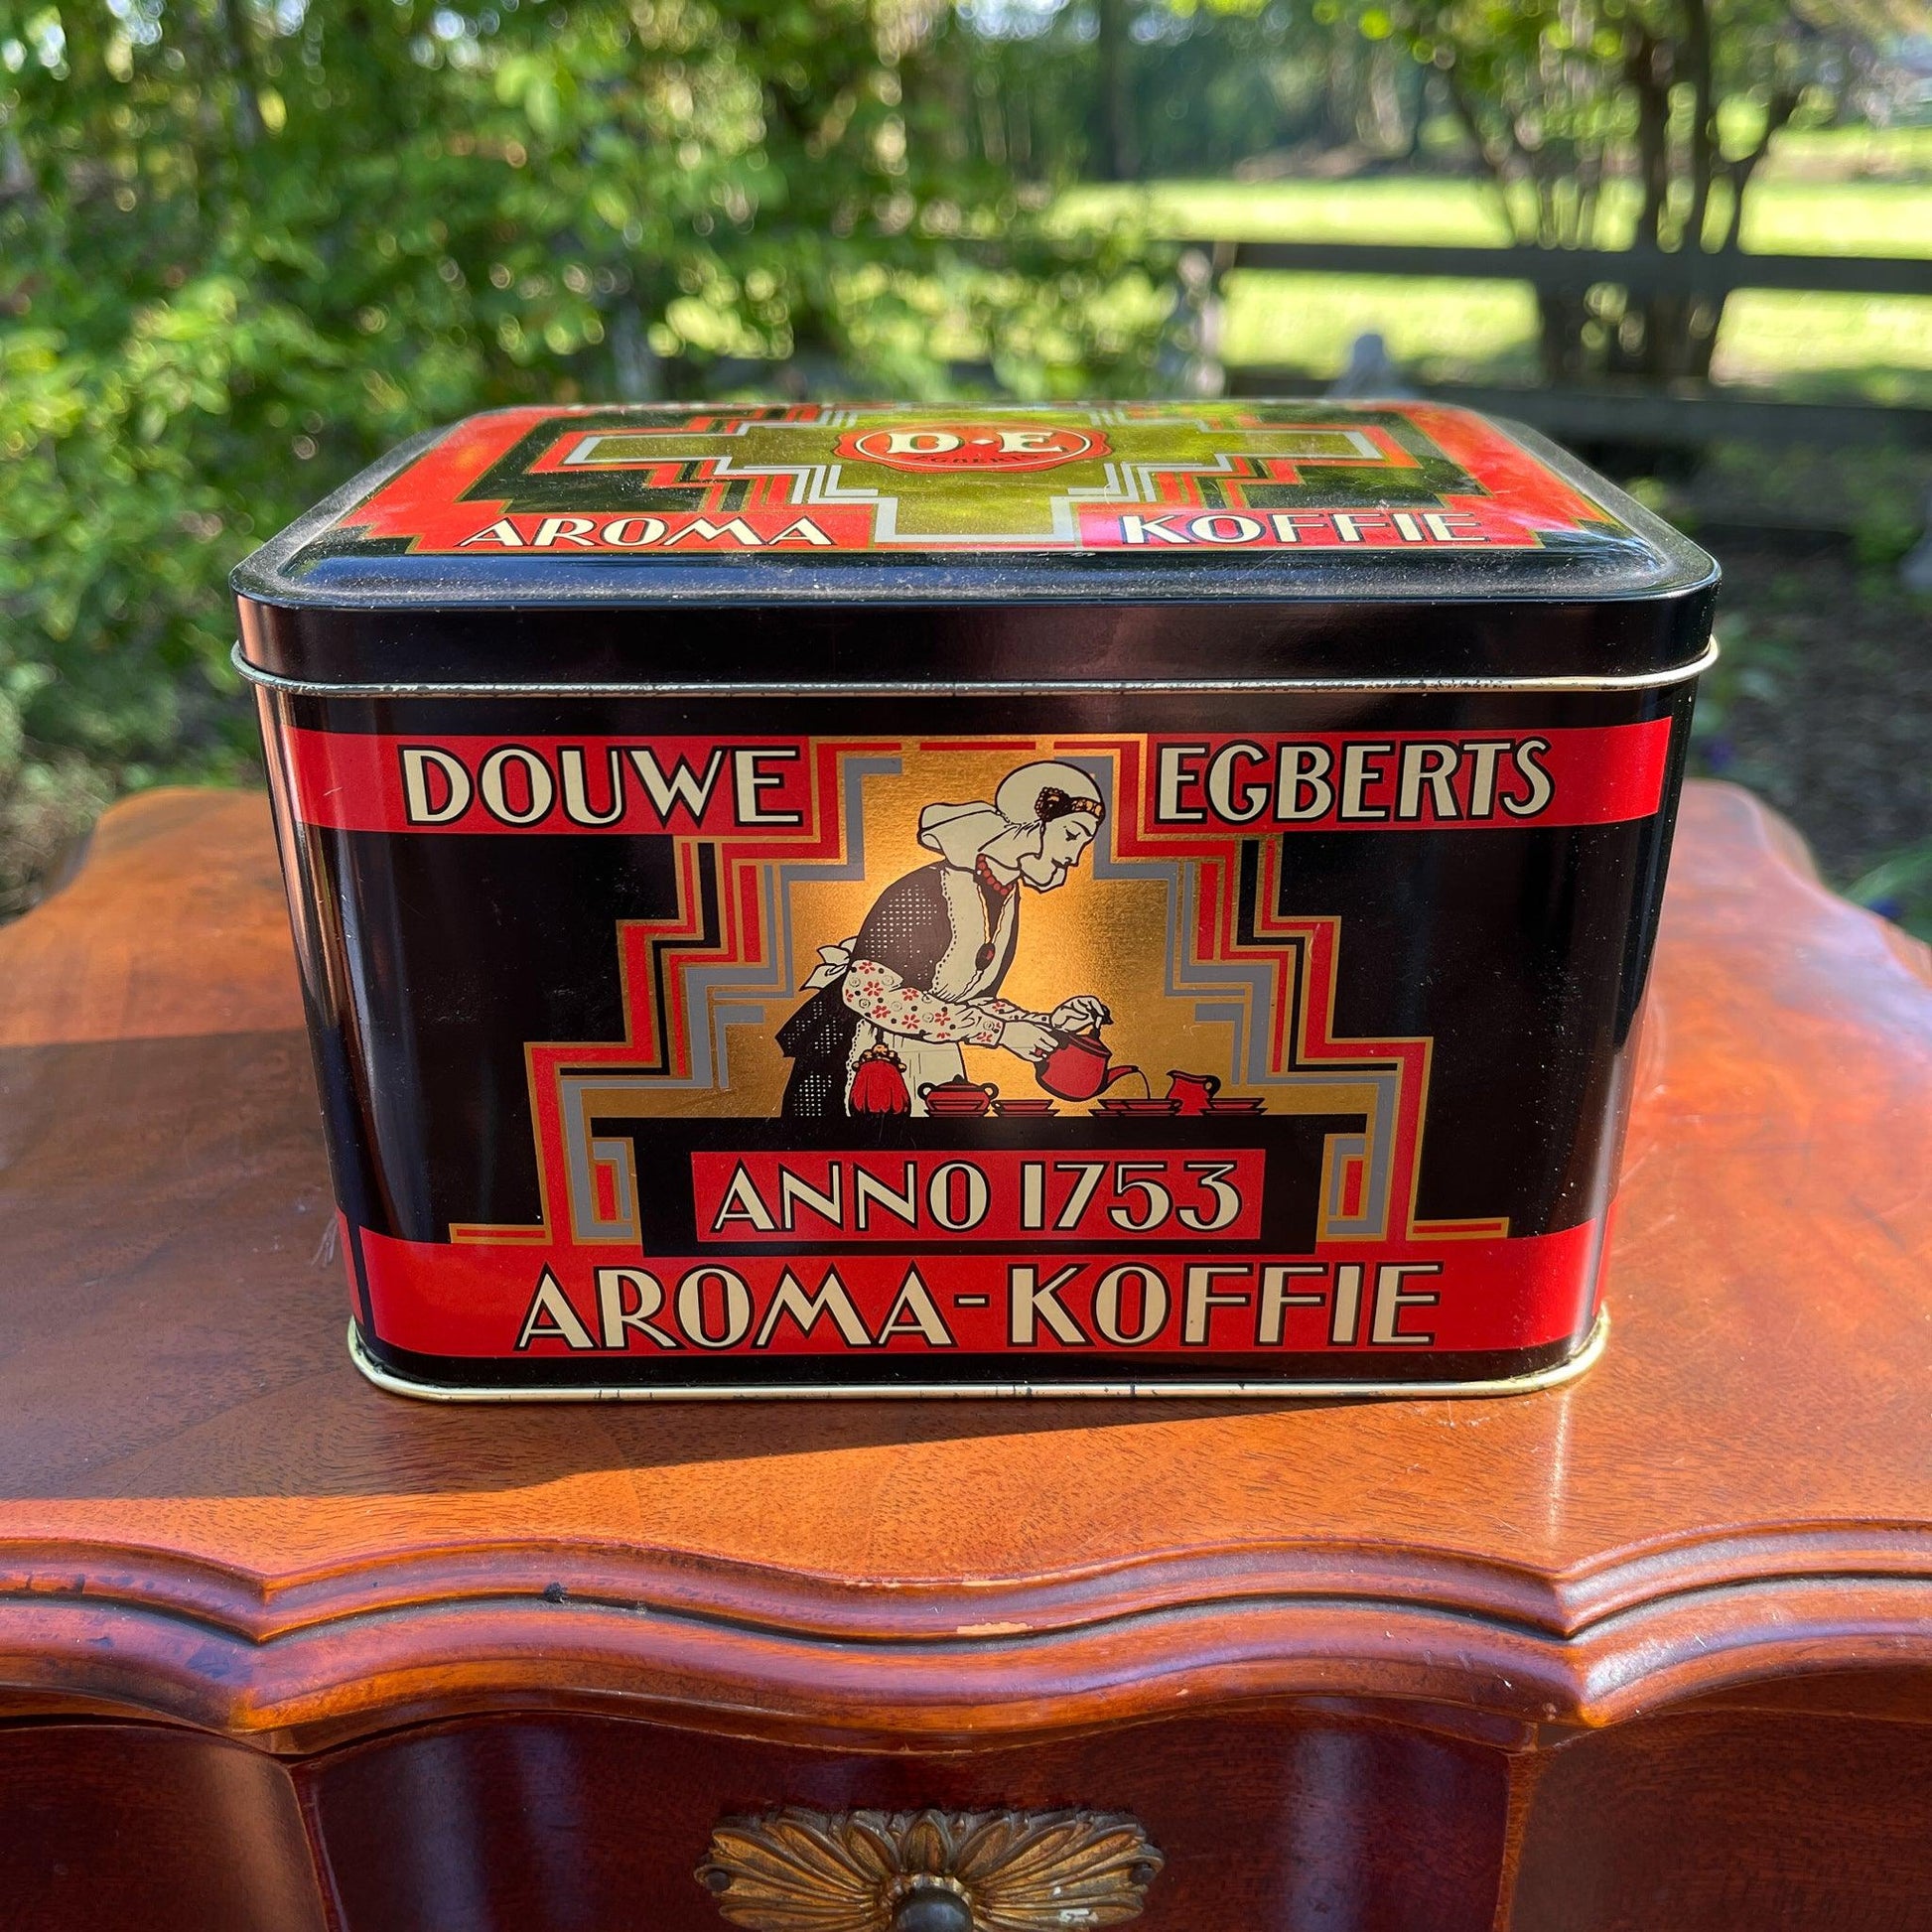 D·E
AROMA KOFFIE
DOUWE EGBERTS
ANNO 1753
AROMA-KOFFIE